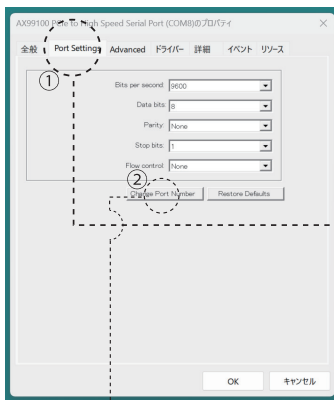 AX99100 PCIe to High Speed Serial Port (COM8)のプロパティ
全般 Port Settings Advanced ドライバー 詳細 イベント リソース
①
Bits per second: 9600
Data bits: 8
Parity: None
Stop bits: 1
Flow control: None
②
Change Port Number Restore Defaults
OK キャンセル